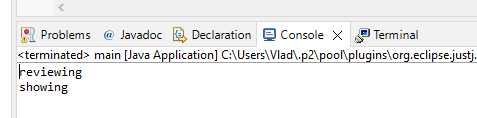 Problems @ Javadoc Declaration Console Terminal
<terminated> main [Java Application] C:\Users\Vlad\.p2\pool\plugins\org.eclipse.justj.
reviewing
showing